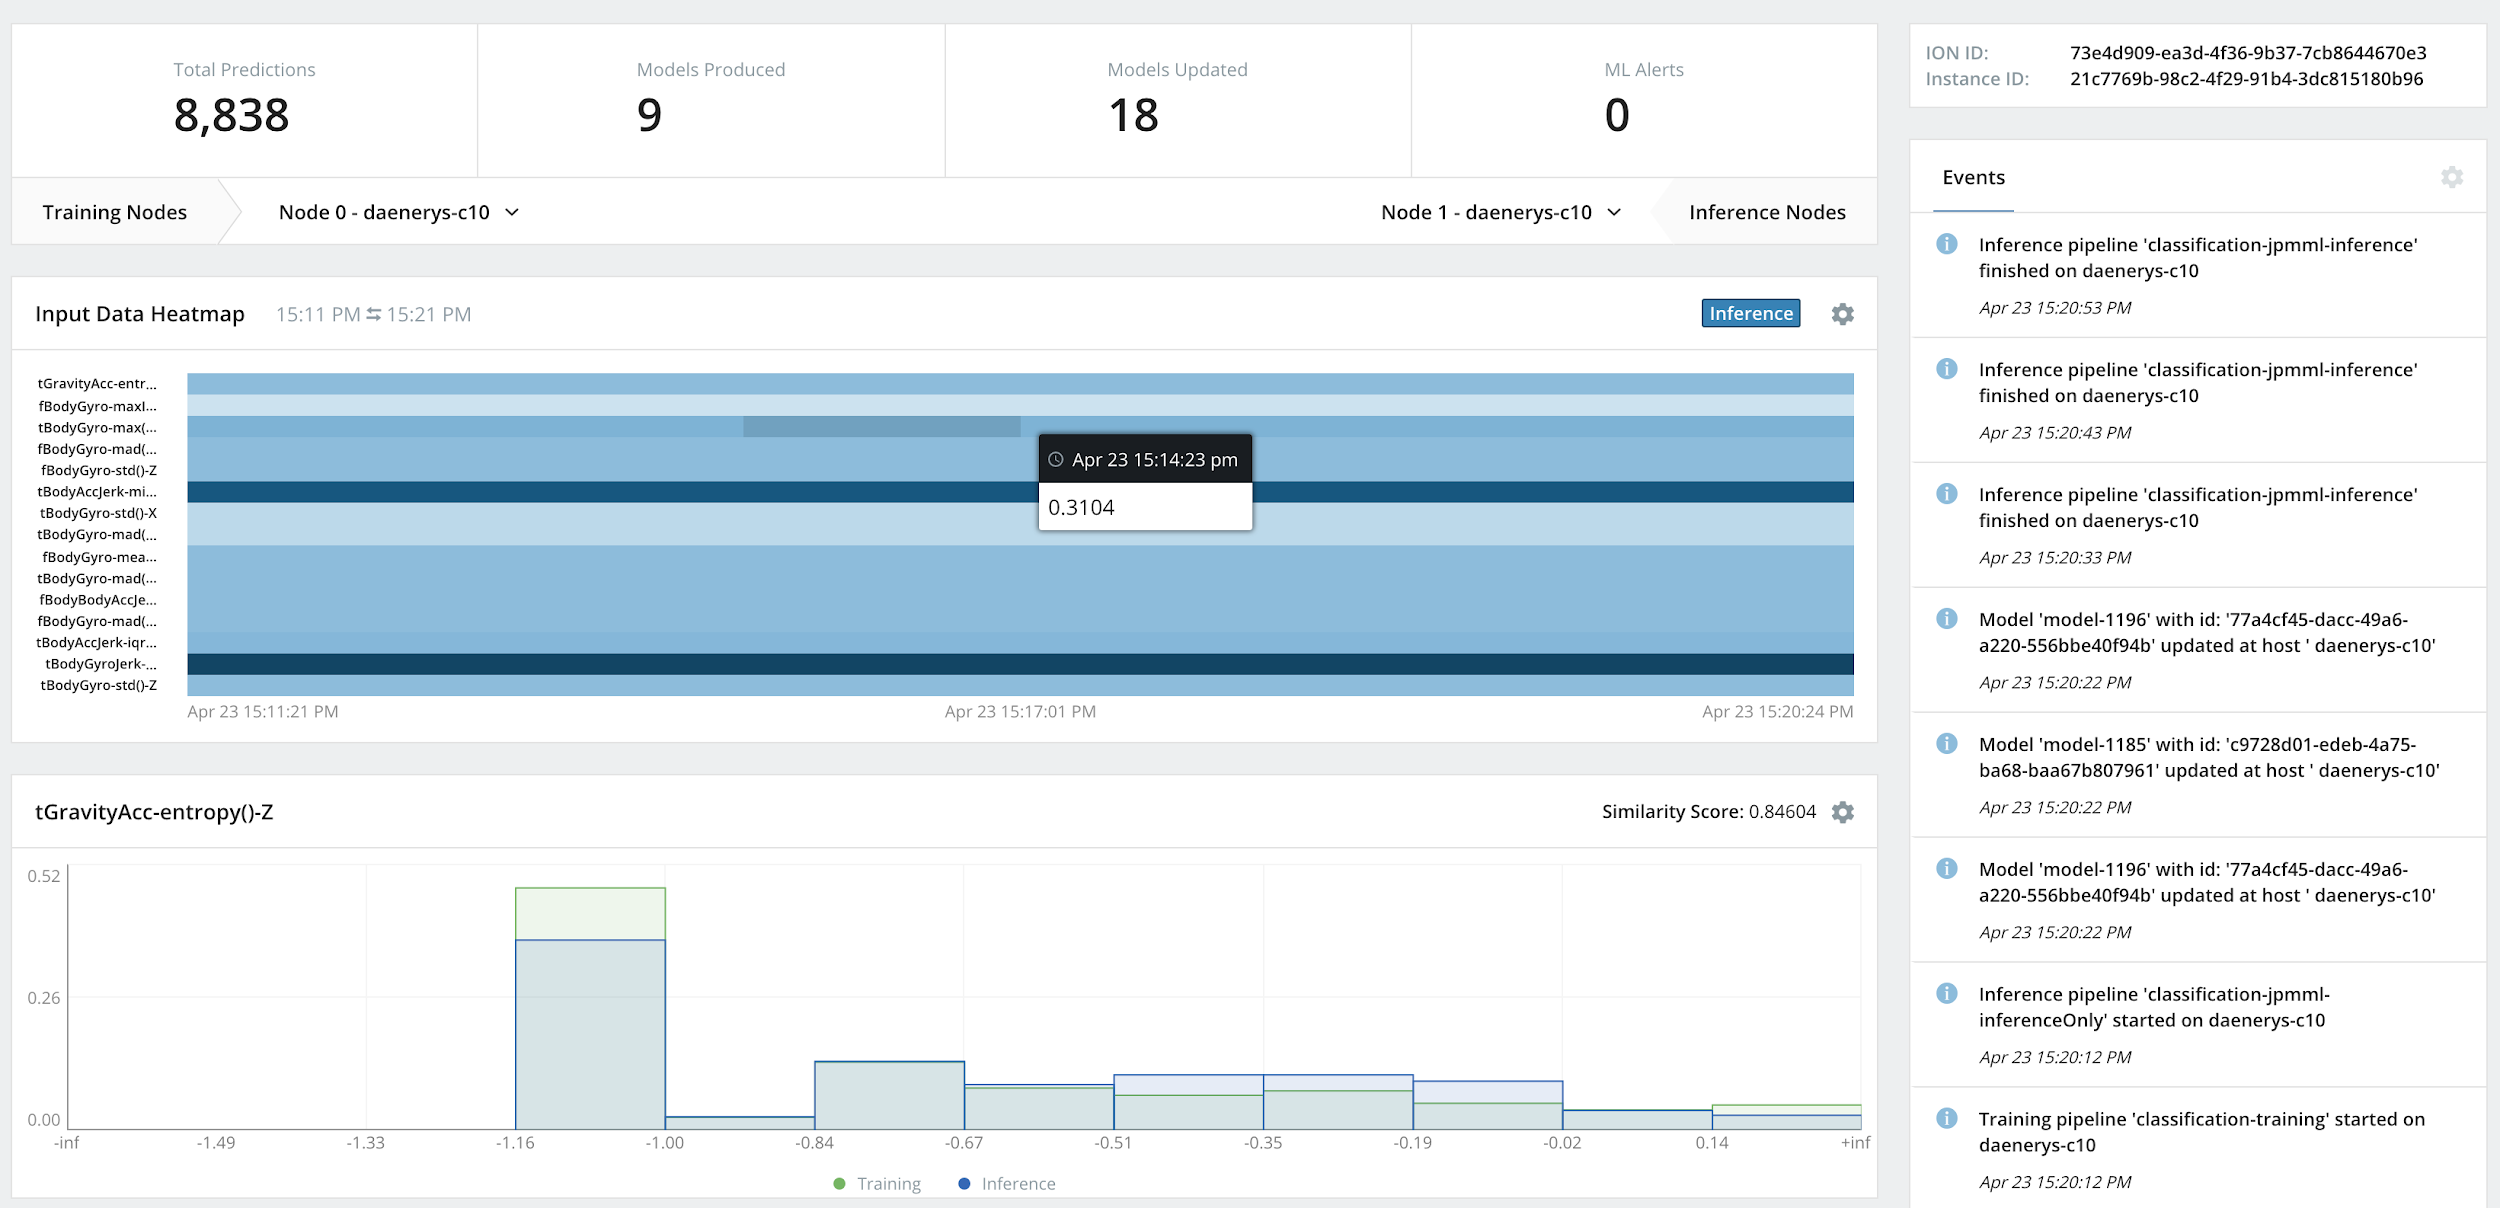 Total Predictions
8,838
Models Produced
9
Models Updated
18
ML Alerts
0
Training Nodes
Node 0 - daenerys-c10
Node 1 - daenerys-c10
Inference Nodes
Input Data Heatmap
15:11 PM
15:21 PM
Inference
tGravityAcc-entr...
fBodyGyro-maxI...
tBodyGyro-max(...
fBodyGyro-mad(...
fBodyGyro-std()-Z
tBodyAccJerk-mi...
tBodyGyro-std()-X
tBodyGyro-mad(...
fBodyGyro-mea...
tBodyGyro-mad(...
fBodyBodyAccJe...
fBodyGyro-mad(...
tBodyAccJerk-iqr...
tBodyGyroJerk-...
tBodyGyro-std()-Z
Apr 23 15:14:23 pm
0.3104
Apr 23 15:11:21 PM
Apr 23 15:17:01 PM
Apr 23 15:20:24 PM
tGravityAcc-entropy()-Z
Similarity Score: 0.84604
0.52
0.26
0.00
-inf
-1.49
-1.33
-1.16
-1.00
-0.84
-0.67
-0.51
-0.35
-0.19
-0.02
0.14
+inf
Training
Inference
ION ID: 73e4d909-ea3d-4f36-9b37-7cb8644670e3
Instance ID: 21c7769b-98c2-4f29-91b4-3dc815180b96
Events
Inference pipeline 'classification-jpmml-inference'
finished on daenerys-c10
Apr 23 15:20:53 PM
Inference pipeline 'classification-jpmml-inference'
finished on daenerys-c10
Apr 23 15:20:43 PM
Inference pipeline 'classification-jpmml-inference'
finished on daenerys-c10
Apr 23 15:20:33 PM
Model 'model-1196' with id: '77a4cf45-dacc-49a6-
a220-556bbe40f94b' updated at host ' daenerys-c10'
Apr 23 15:20:22 PM
Model 'model-1185' with id: 'c9728d01-edeb-4a75-
ba68-baa67b807961' updated at host ' daenerys-c10'
Apr 23 15:20:22 PM
Model 'model-1196' with id: '77a4cf45-dacc-49a6-
a220-556bbe40f94b' updated at host ' daenerys-c10'
Apr 23 15:20:22 PM
Inference pipeline 'classification-jpmml-
inferenceOnly' started on daenerys-c10
Apr 23 15:20:12 PM
Training pipeline 'classification-training' started on
daenerys-c10
Apr 23 15:20:12 PM